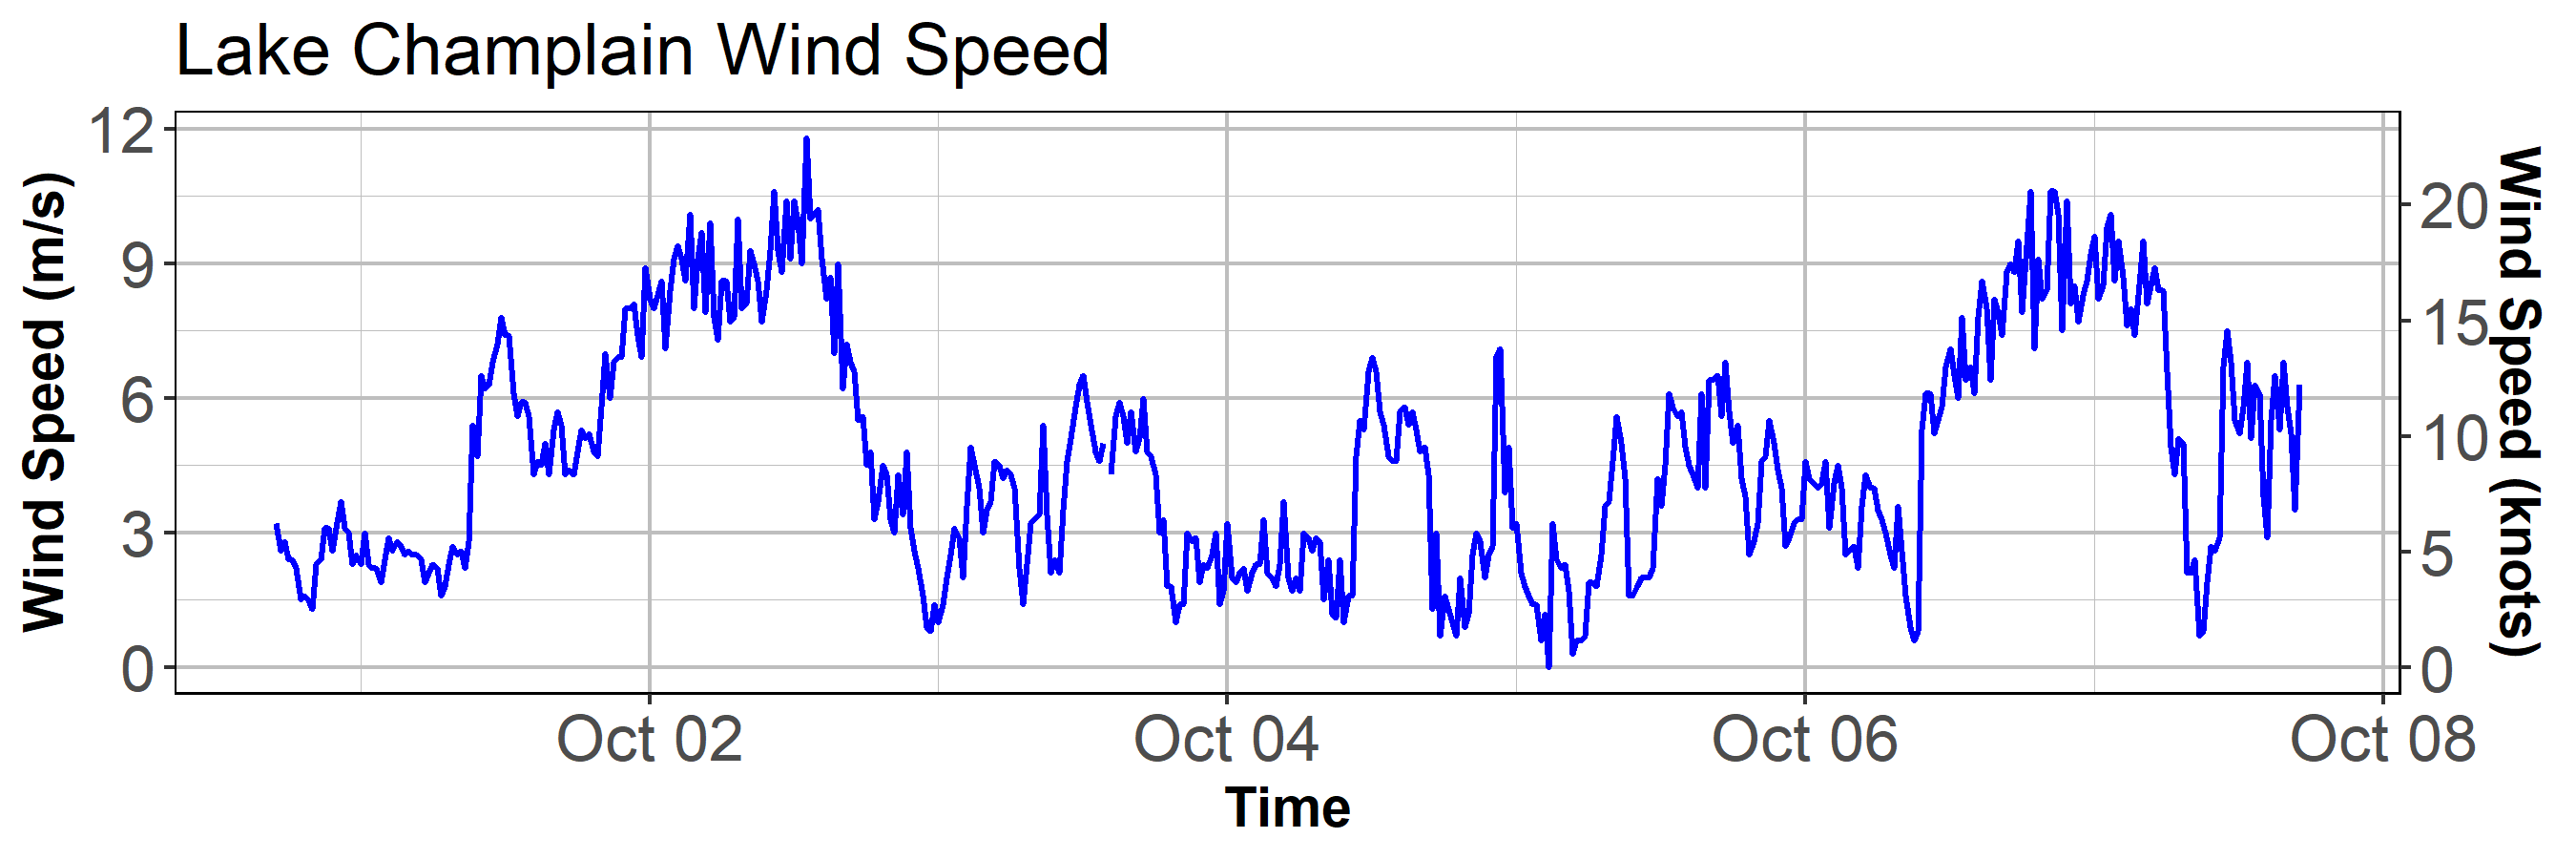 Lake Champlain Wind Speed
Wind Speed (m/s)
12
9
6
3
0
20
15
10
5
0
Wind Speed (knots)
Oct 02
Oct 04
Oct 06
Oct 08
Time